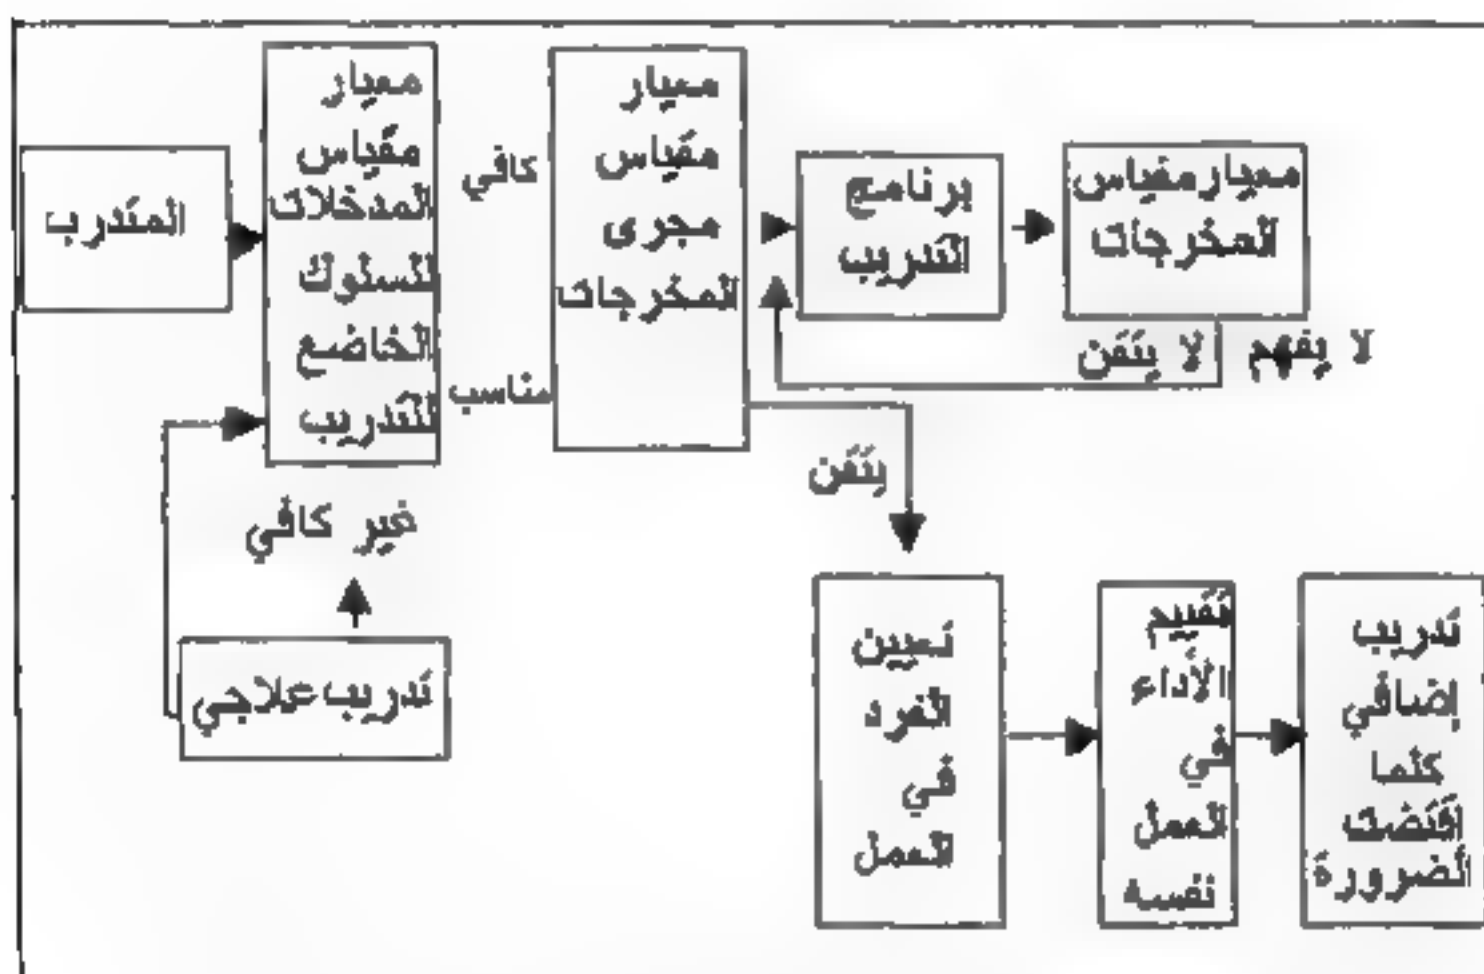 المتدرب
معيار
مقياس
المدخلات
للسلوك
الخاضع
للتدريب
كافي
مناسب
معيار
مقياس
مجرى
المخرجات
برنامج
التدريب
معيار مقياس
المخرجات
لا يتقن
لا يفهم
يتقن
غير كافي
تدريب علاجي
تعيين
الفرد
في
العمل
تقييم
الأداء
في
العمل
نفسه
تدريب
إضافي
كلما
اقتضت
الضرورة